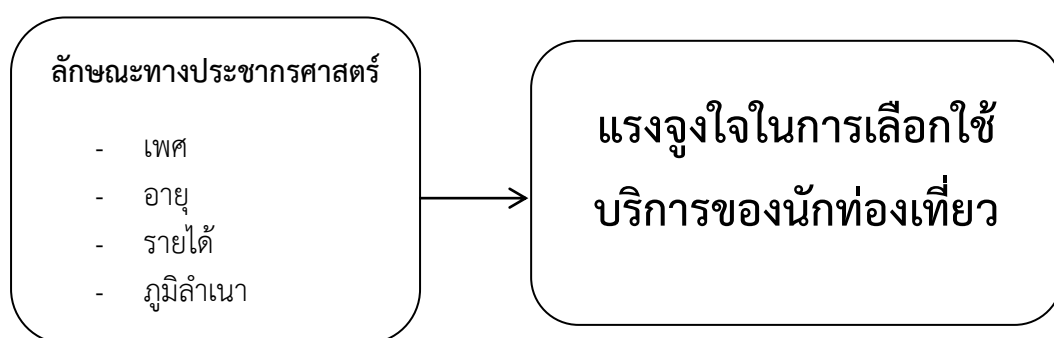 ลักษณะทางประชากรศาสตร์
- เพศ
- อายุ
- รายได้
- ภูมิลำเนา
แรงจูงใจในการเลือกใช้
บริการของนักท่องเที่ยว